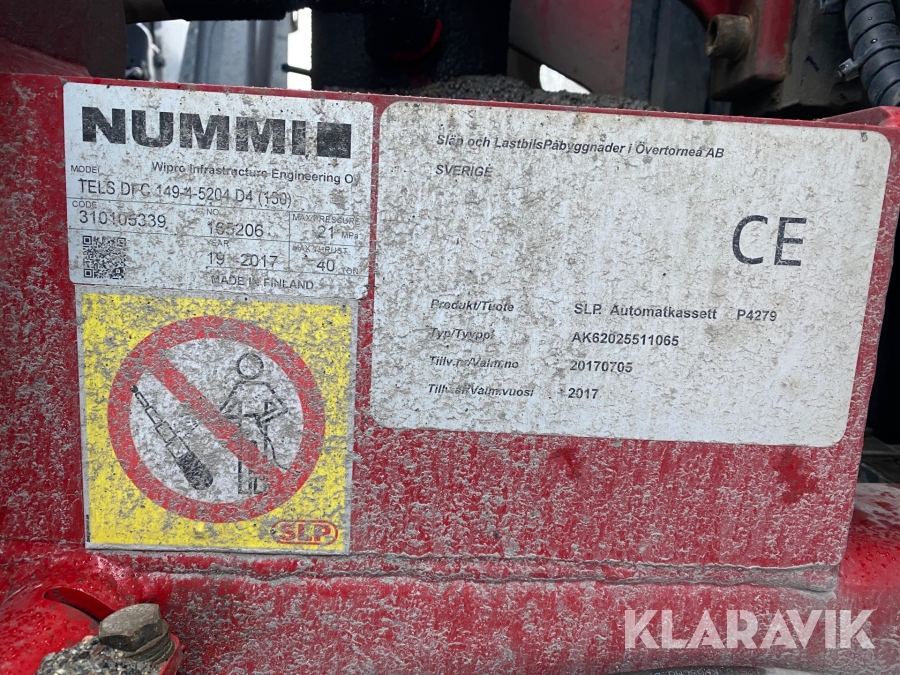 NUMMI
Wipro Infrastructure Engineering Oy
MODEL
TELS DFC 149-4-5204 D4 (150)
CODE NO. MAX PRESSURE
310105339 165206 21 MPa
YEAR MAX THRUST
19 2017 40 TON
MADE IN FINLAND
SLP
Slän och LastbilsPåbyggnader i Övertorneå AB
SVERIGE
CE
Produkt/Tuote SLP. Automatkassett P4279
Typ/Tyyppi AK62025511065
Tillv.nr/Valm.no 20170705
Tillv.år/Valm.vuosi 2017
KLARAVIK